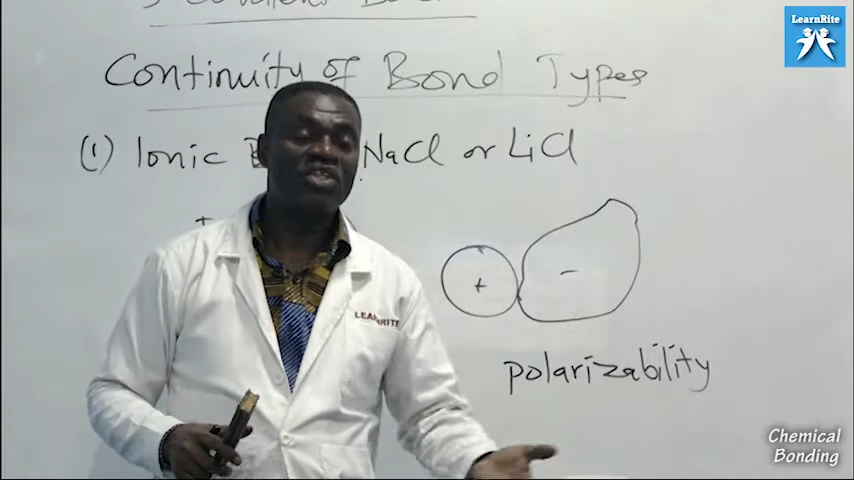 LearnRite
Continuity of Bond Types
(1) Ionic NaCl or LiCl
+
-
LEARNRITE
polarizability
Chemical
Bonding